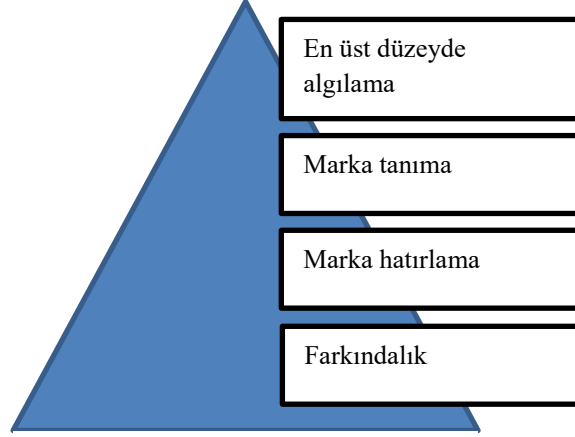 En üst düzeyde
algılama
Marka tanıma
Marka hatırlama
Farkındalık